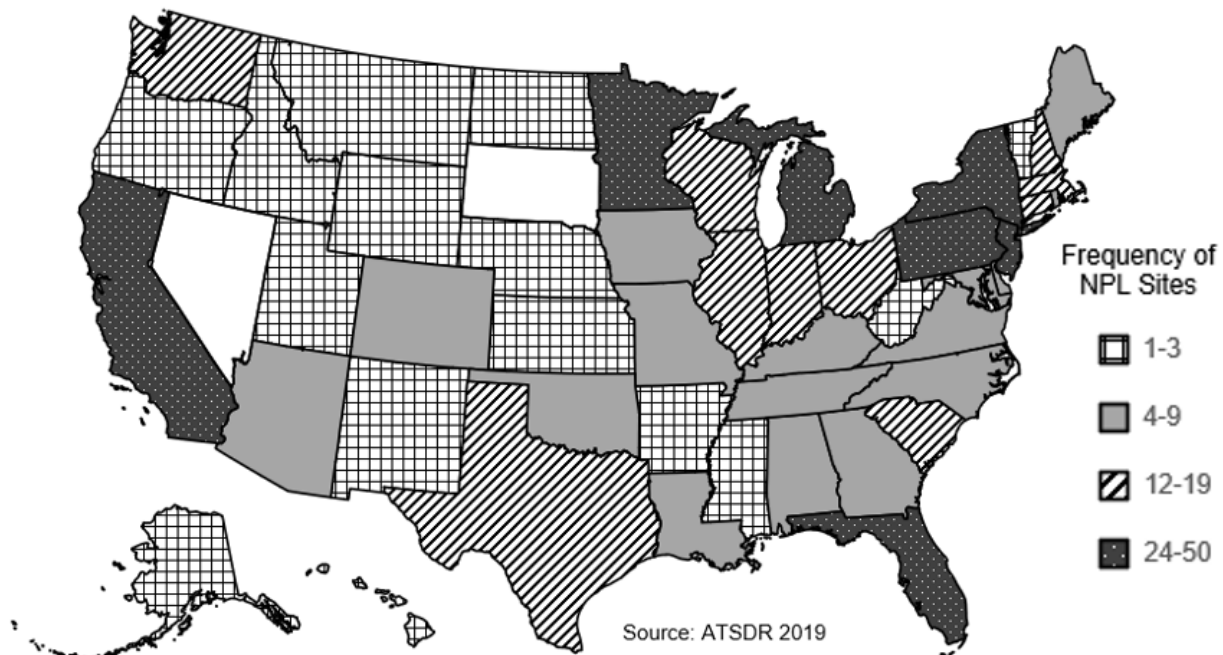 Frequency of
NPL Sites
1-3
4-9
12-19
24-50
Source: ATSDR 2019